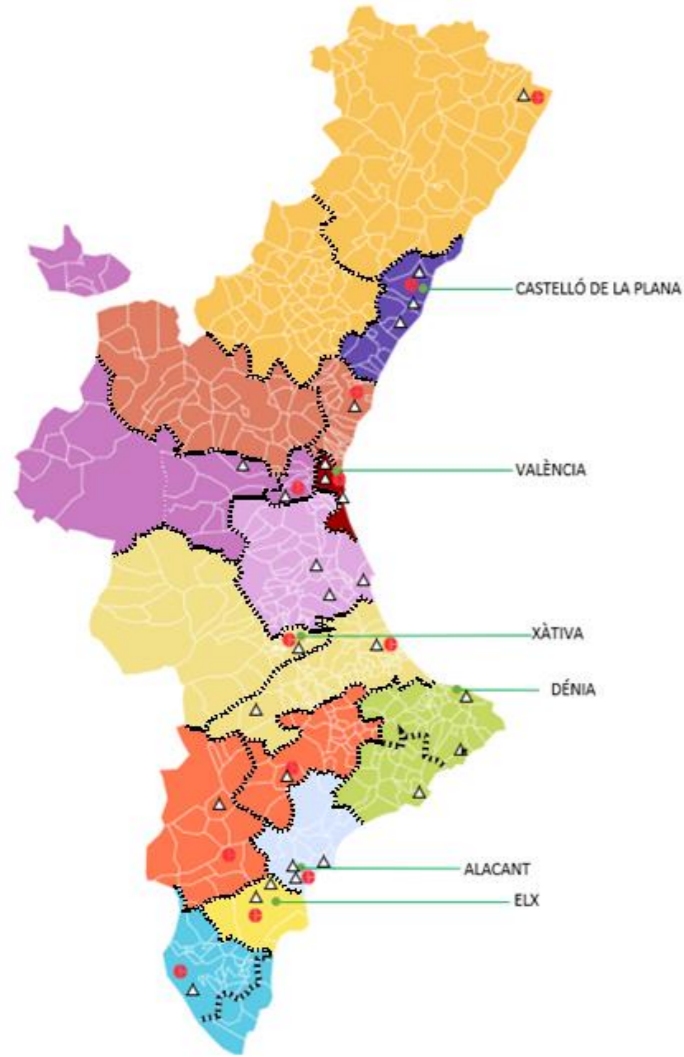 CASTELLÓ DE LA PLANA
VALÈNCIA
XÀTIVA
DÉNIA
ALACANT
ELX